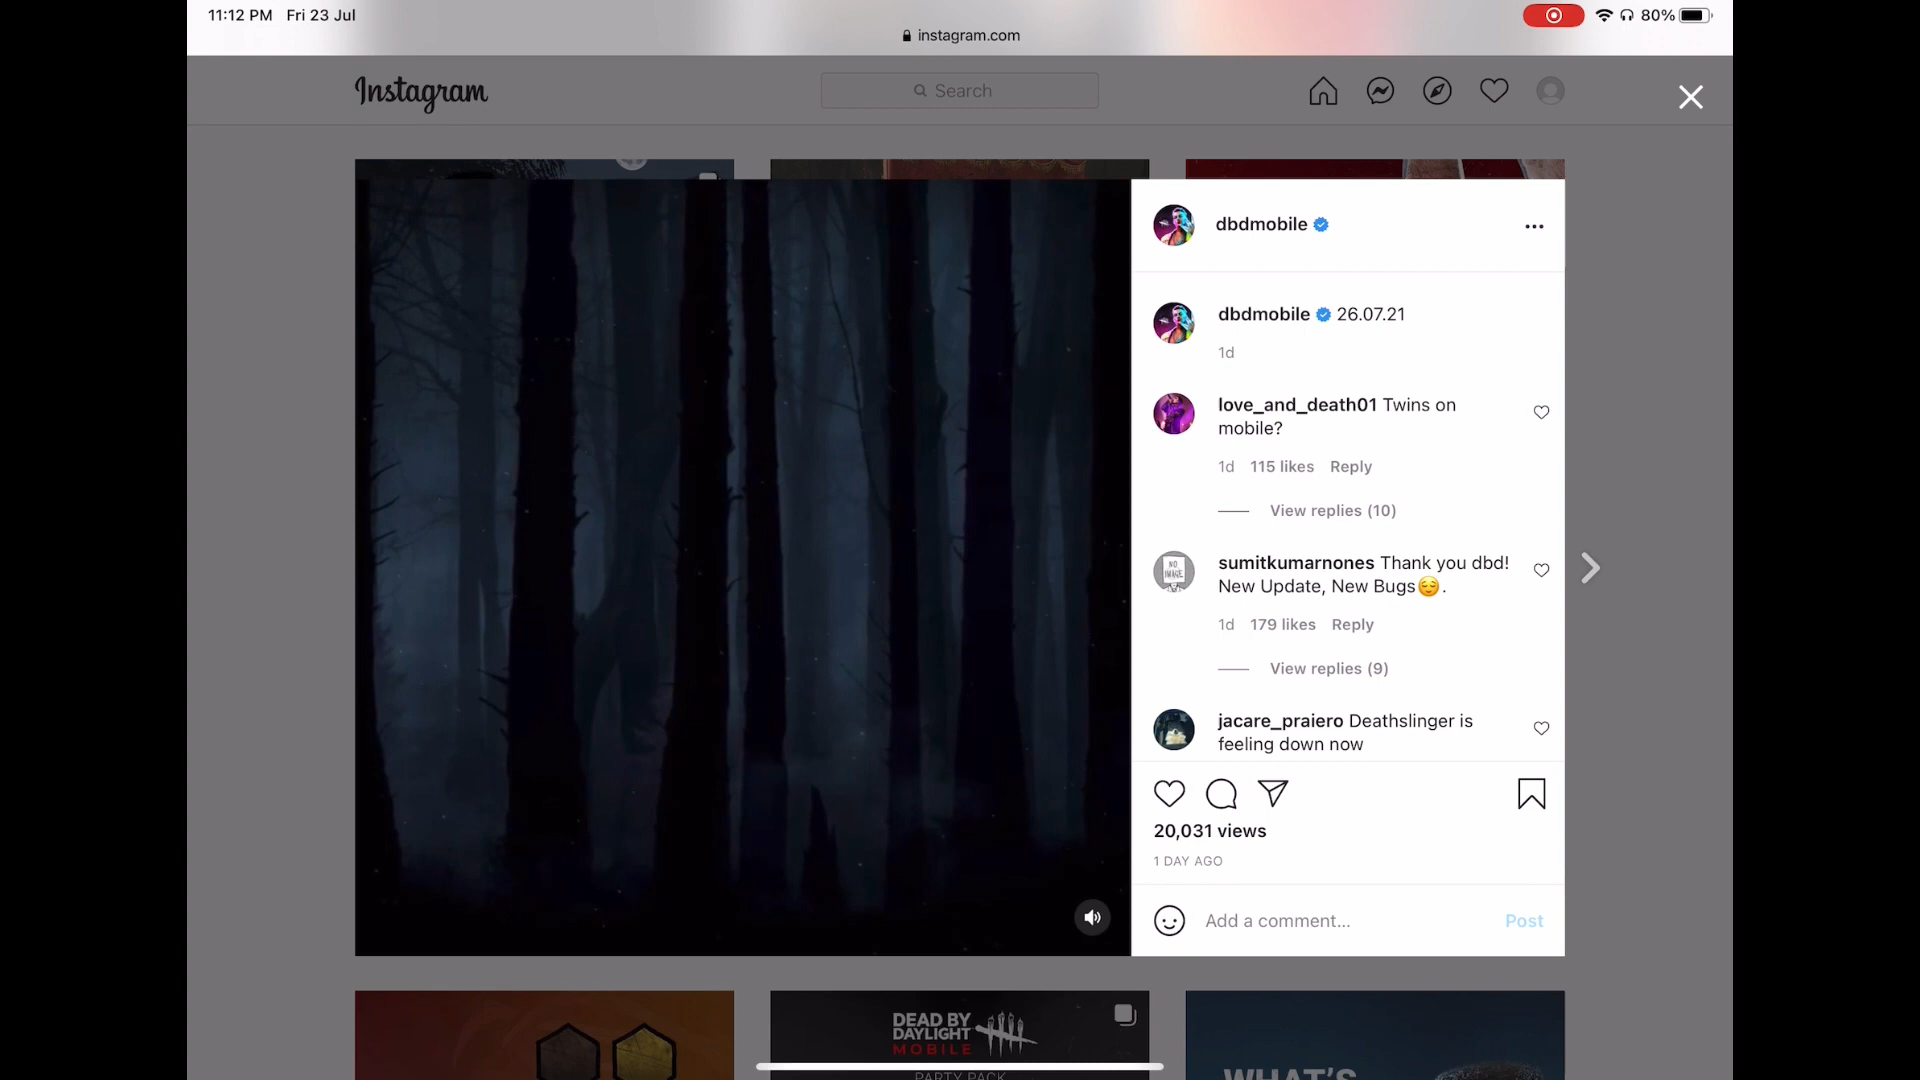 11:12 PM Fri 23 Jul
80%
instagram.com
Instagram
Search
dbdmobile
dbdmobile 26.07.21
1d
love_and_death01 Twins on
mobile?
1d 115 likes Reply
View replies (10)
NO
IMAGE
sumitkumarnones Thank you dbd!
New Update, New Bugs😌.
1d 179 likes Reply
View replies (9)
jacare_praiero Deathslinger is
feeling down now
20,031 views
1 DAY AGO
Add a comment... Post
DEAD BY
DAYLIGHT
MOBILE
PARTY PACK
WHAT'S